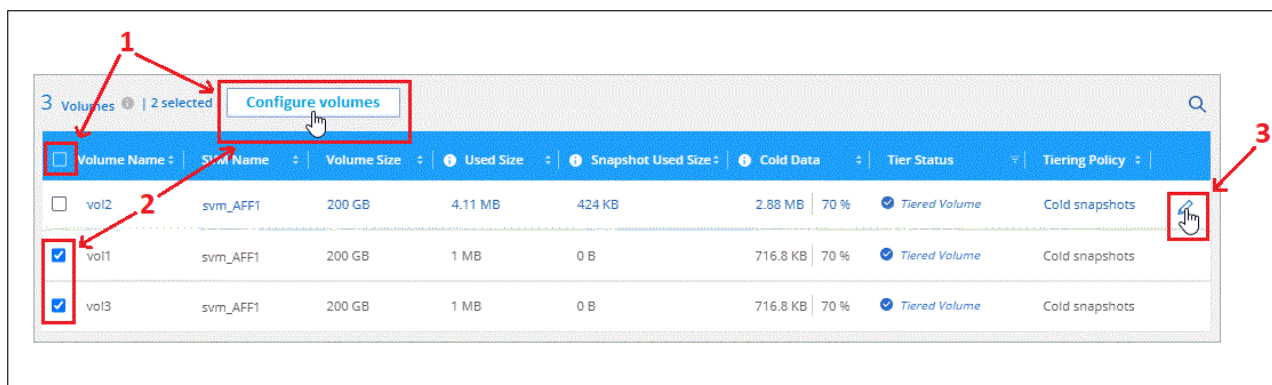 1
3 Volumes | 2 selected Configure volumes
3
Volume Name SVM Name Volume Size Used Size Snapshot Used Size Cold Data Tier Status Tiering Policy
2
vol2 svm_AFF1 200 GB 4.11 MB 424 KB 2.88 MB 70 % Tiered Volume Cold snapshots
vol1 svm_AFF1 200 GB 1 MB 0 B 716.8 KB 70 % Tiered Volume Cold snapshots
vol3 svm_AFF1 200 GB 1 MB 0 B 716.8 KB 70 % Tiered Volume Cold snapshots